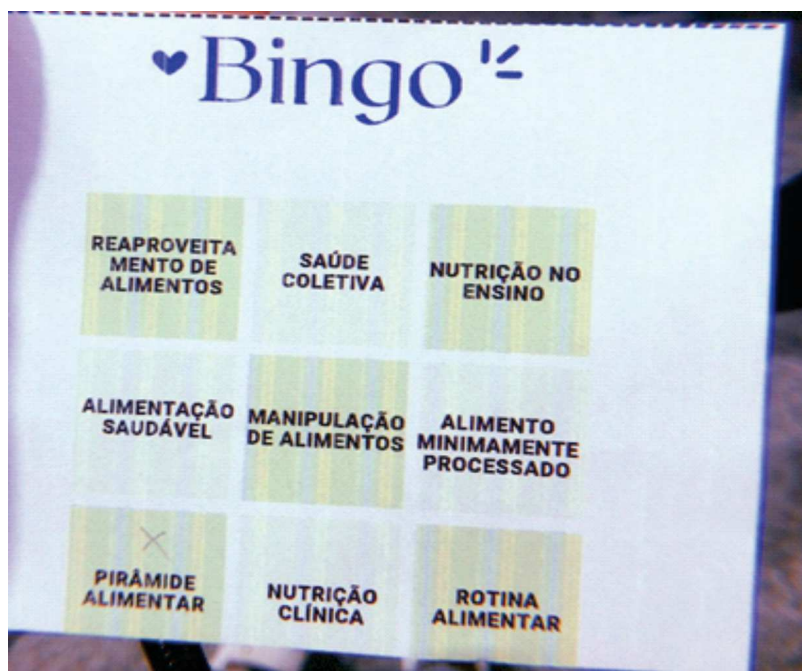 Bingo
REAPROVEITA
MENTO DE
ALIMENTOS
SAÚDE
COLETIVA
NUTRIÇÃO NO
ENSINO
ALIMENTAÇÃO
SAUDÁVEL
MANIPULAÇÃO
DE ALIMENTOS
ALIMENTO
MINIMAMENTE
PROCESSADO
PIRÂMIDE
ALIMENTAR
NUTRIÇÃO
CLÍNICA
ROTINA
ALIMENTAR